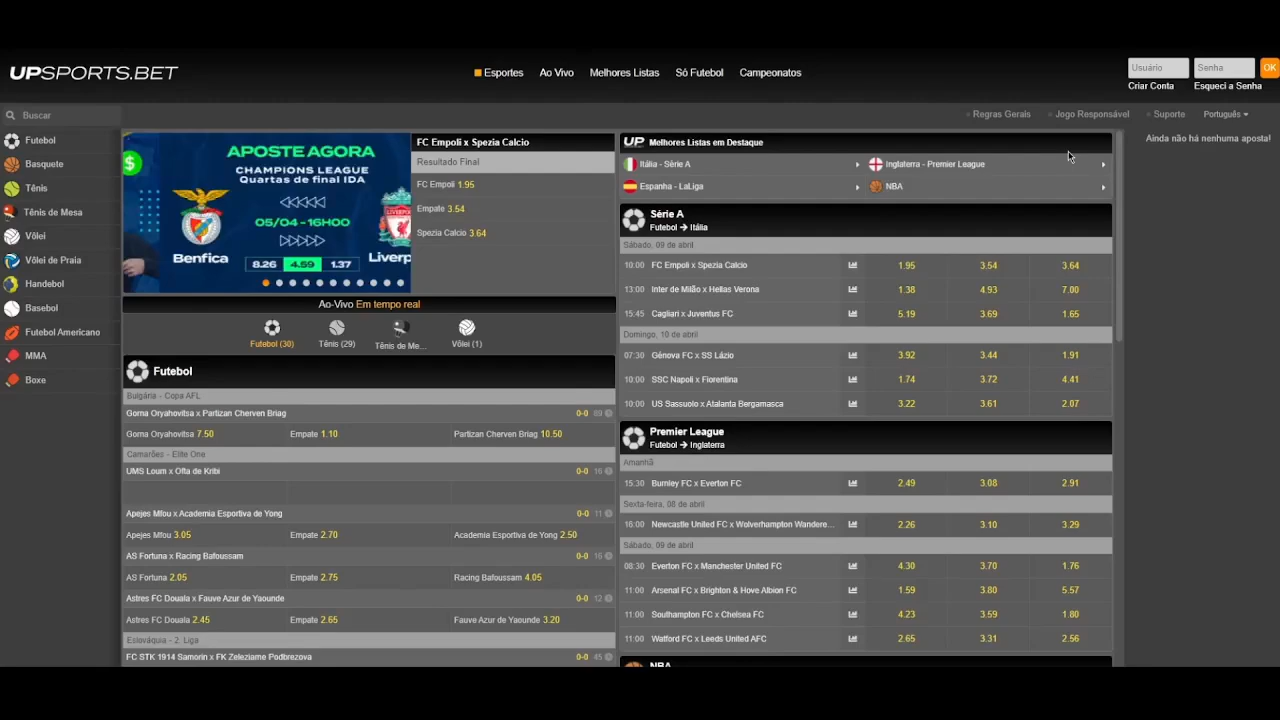 UPSPORTS.BET
Esportes Ao Vivo Melhores Listas Só Futebol Campeonatos
Usuário Senha OK
Criar Conta Esqueci a Senha
Buscar
Regras Gerais Jogo Responsável Suporte Português
Ainda não há nenhuma aposta!
Futebol
Basquete
Tênis
Tênis de Mesa
Vôlei
Vôlei de Praia
Handebol
Basebol
Futebol Americano
MMA
Boxe
$
APOSTE AGORA
CHAMPIONS LEAGUE
Quartas de final IDA
05/04 - 16H00
Benfica
Liverp
8.26 4.59 1.37
FC Empoli x Spezia Calcio
Resultado Final
FC Empoli 1.95
Empate 3.54
Spezia Calcio 3.64
Ao-Vivo Em tempo real
Futebol (30) Tênis (29) Tênis de Me... Vôlei (1)
Futebol
Bulgária - Copa AFL
Gorna Oryahovitsa x Partizan Cherven Briag 0-0 89
Gorna Oryahovitsa 7.50 Empate 1.10 Partizan Cherven Briag 10.50
Camarões - Elite One
UMS Loum x Ofta de Kribi 0-0 16
Apejes Mfou x Academia Esportiva de Yong 0-0 11
Apejes Mfou 3.05 Empate 2.70 Academia Esportiva de Yong 2.50
AS Fortuna x Racing Bafoussam 0-0 16
AS Fortuna 2.05 Empate 2.75 Racing Bafoussam 4.05
Astres FC Douala x Fauve Azur de Yaounde 0-0 12
Astres FC Douala 2.45 Empate 2.65 Fauve Azur de Yaounde 3.20
Eslováquia - 2. Liga
FC STK 1914 Samorin x FK Zeleziarne Podbrezova 0-0 45
UP Melhores Listas em Destaque
Itália - Série A Inglaterra - Premier League
Espanha - LaLiga NBA
Série A
Futebol → Itália
Sábado, 09 de abril
10:00 FC Empoli x Spezia Calcio 1.95 3.54 3.64
13:00 Inter de Milão x Hellas Verona 1.38 4.93 7.00
15:45 Cagliari x Juventus FC 5.19 3.69 1.65
Domingo, 10 de abril
07:30 Génova FC x SS Lázio 3.92 3.44 1.91
10:00 SSC Napoli x Fiorentina 1.74 3.72 4.41
10:00 US Sassuolo x Atalanta Bergamasca 3.22 3.61 2.07
Premier League
Futebol → Inglaterra
Amanhã
15:30 Burnley FC x Everton FC 2.49 3.08 2.91
Sexta-feira, 08 de abril
16:00 Newcastle United FC x Wolverhampton Wandere... 2.26 3.10 3.29
Sábado, 09 de abril
08:30 Everton FC x Manchester United FC 4.30 3.70 1.76
11:00 Arsenal FC x Brighton & Hove Albion FC 1.59 3.80 5.57
11:00 Southampton FC x Chelsea FC 4.23 3.59 1.80
11:00 Watford FC x Leeds United AFC 2.65 3.31 2.56
NBA